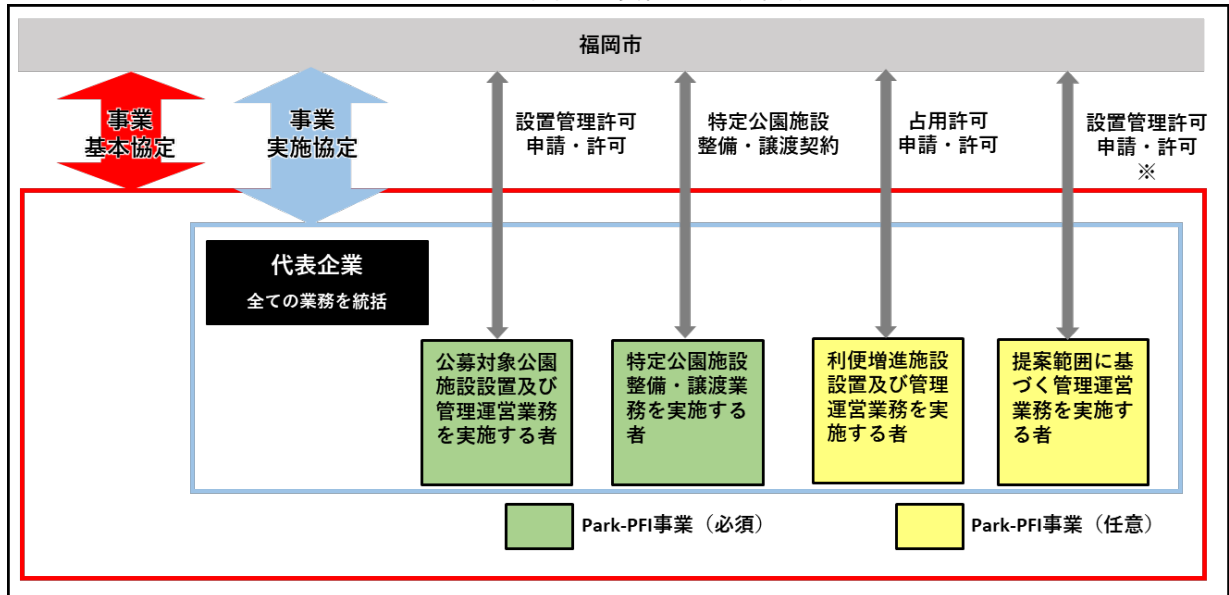 福岡市
事業
基本協定
事業
実施協定
設置管理許可
申請・許可
特定公園施設
整備・譲渡契約
占用許可
申請・許可
設置管理許可
申請・許可
※
代表企業
全ての業務を統括
公募対象公園
施設設置及び
管理運営業務
を実施する者
特定公園施設
整備・譲渡業
務を実施する
者
利便増進施設
設置及び管理
運営業務を実
施する者
提案範囲に基
づく管理運営
業務を実施す
る者
Park-PFI事業（必須）
Park-PFI事業（任意）